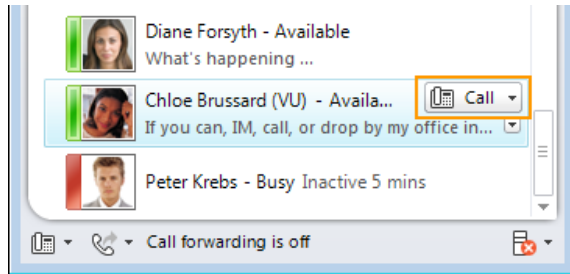 Diane Forsyth - Available
What's happening ...
Chloe Brussard (VU) - Availa...
Call
If you can, IM, call, or drop by my office in...
Peter Krebs - Busy Inactive 5 mins
Call forwarding is off